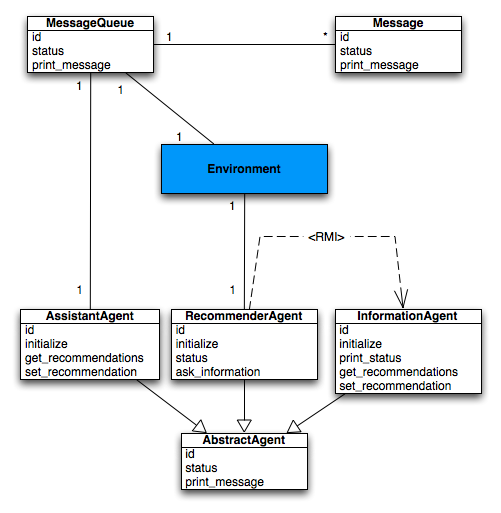 MessageQueue
id
status
print_message
1
*
Message
id
status
print_message
1
1
1
Environment
1
<RMI>
1
1
AssistantAgent
id
initialize
get_recommendations
set_recommendation
RecommenderAgent
id
initialize
status
ask_information
InformationAgent
id
initialize
print_status
get_recommendations
set_recommendation
AbstractAgent
id
status
print_message